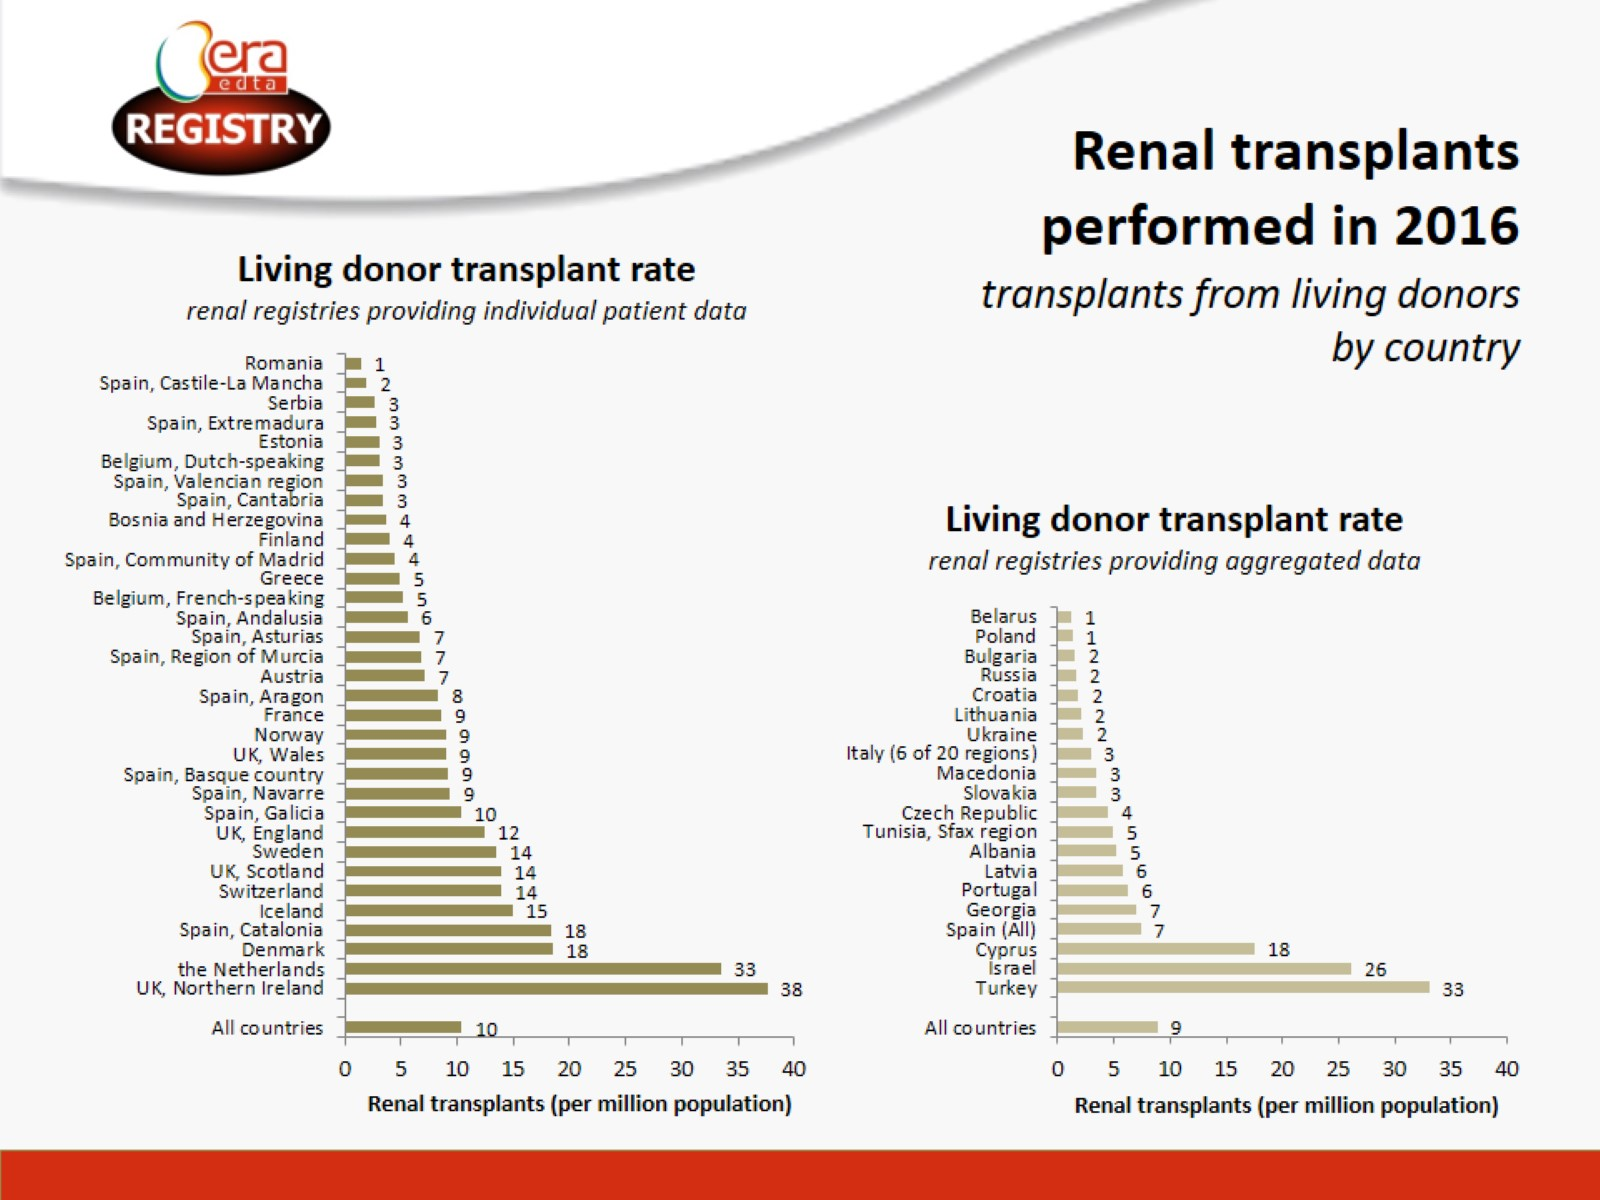 era
edta
REGISTRY
Renal transplants
performed in 2016
transplants from living donors
by country
Living donor transplant rate
renal registries providing individual patient data
Romania 1
Spain, Castile-La Mancha 2
Serbia 3
Spain, Extremadura 3
Estonia 3
Belgium, Dutch-speaking 3
Spain, Valencian region 3
Spain, Cantabria 3
Bosnia and Herzegovina 4
Finland 4
Spain, Community of Madrid 4
Greece 5
Belgium, French-speaking 5
Spain, Andalusia 6
Spain, Asturias 7
Spain, Region of Murcia 7
Austria 7
Spain, Aragon 8
France 9
Norway 9
UK, Wales 9
Spain, Basque country 9
Spain, Navarre 9
Spain, Galicia 10
UK, England 12
Sweden 14
UK, Scotland 14
Switzerland 14
Iceland 15
Spain, Catalonia 18
Denmark 18
the Netherlands 33
UK, Northern Ireland 38
All countries 10
0 5 10 15 20 25 30 35 40
Renal transplants (per million population)
Living donor transplant rate
renal registries providing aggregated data
Belarus 1
Poland 1
Bulgaria 2
Russia 2
Croatia 2
Lithuania 2
Ukraine 2
Italy (6 of 20 regions) 3
Macedonia 3
Slovakia 3
Czech Republic 4
Tunisia, Sfax region 5
Albania 5
Latvia 6
Portugal 6
Georgia 7
Spain (All) 7
Cyprus 18
Israel 26
Turkey 33
All countries 9
0 5 10 15 20 25 30 35 40
Renal transplants (per million population)